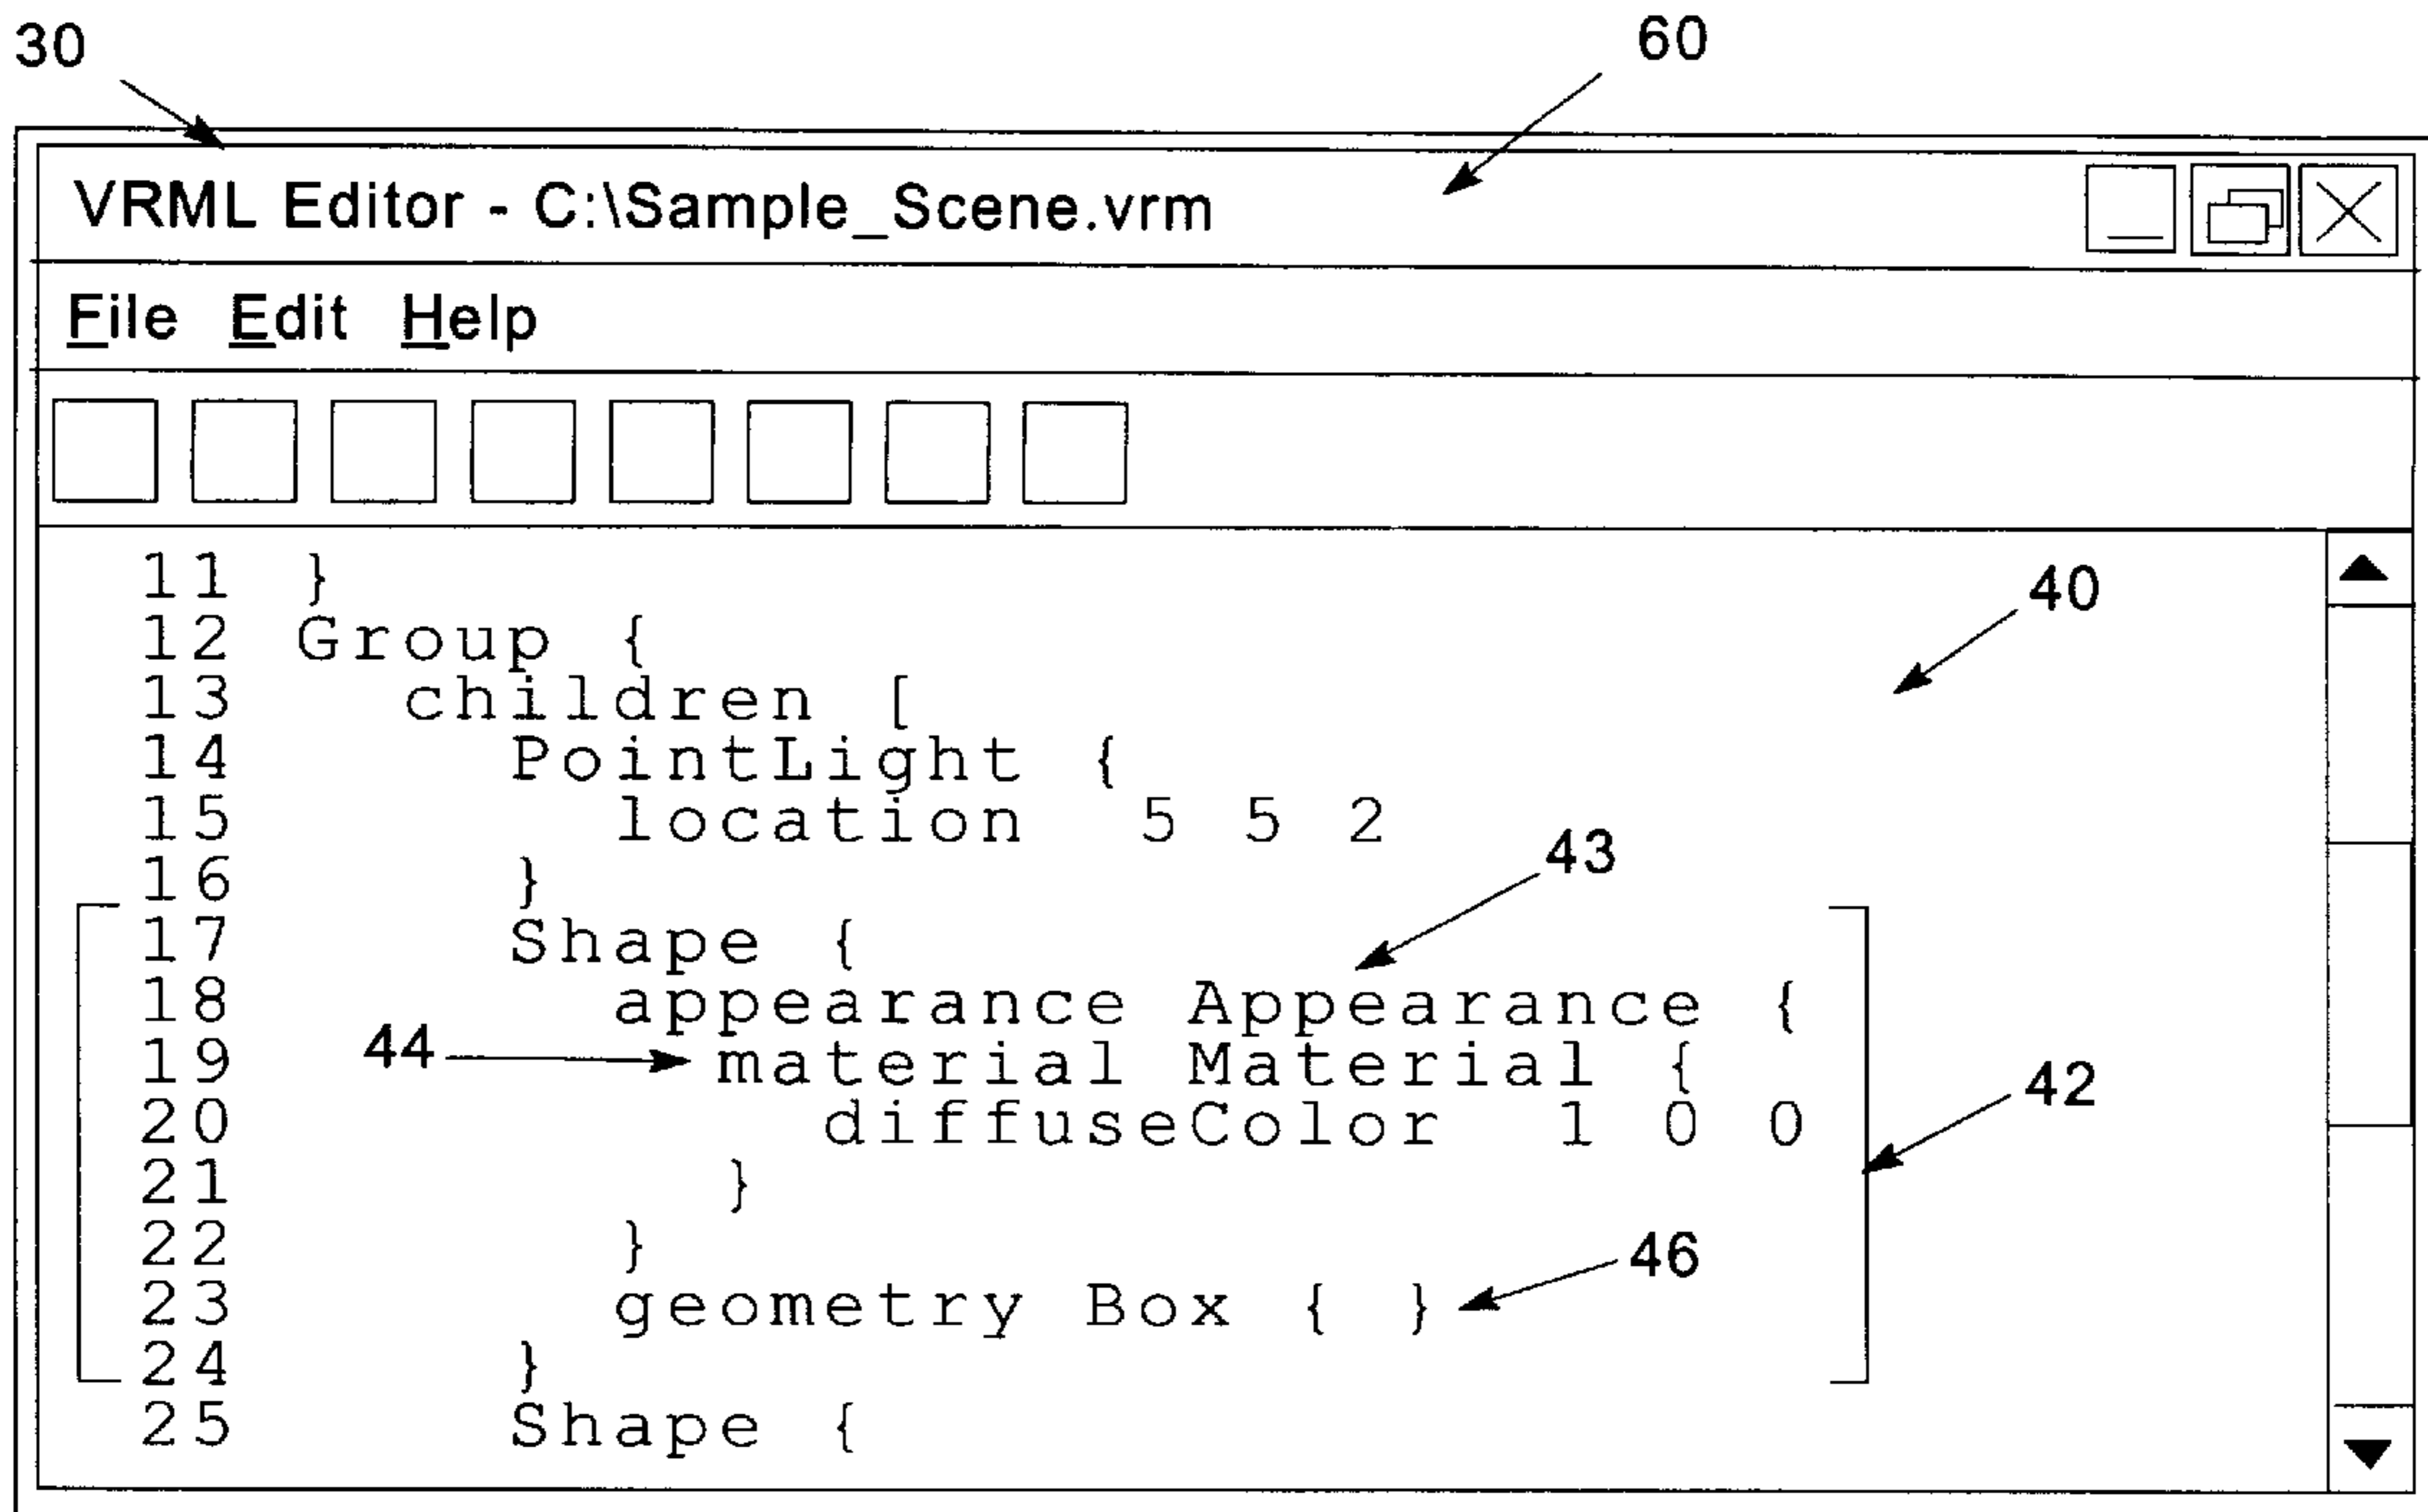 30 60
VRML Editor - C:\Sample_Scene.vrm
File Edit Help
11 }
40
12 Group {
13 children [
14 PointLight {
15 location 5 5 2
43
16 }
17 Shape {
18 appearance Appearance {
44
19 material Material {
42
20 diffuseColor 1 0 0
21 }
22 }
46
23 geometry Box { }
24 }
25 Shape {